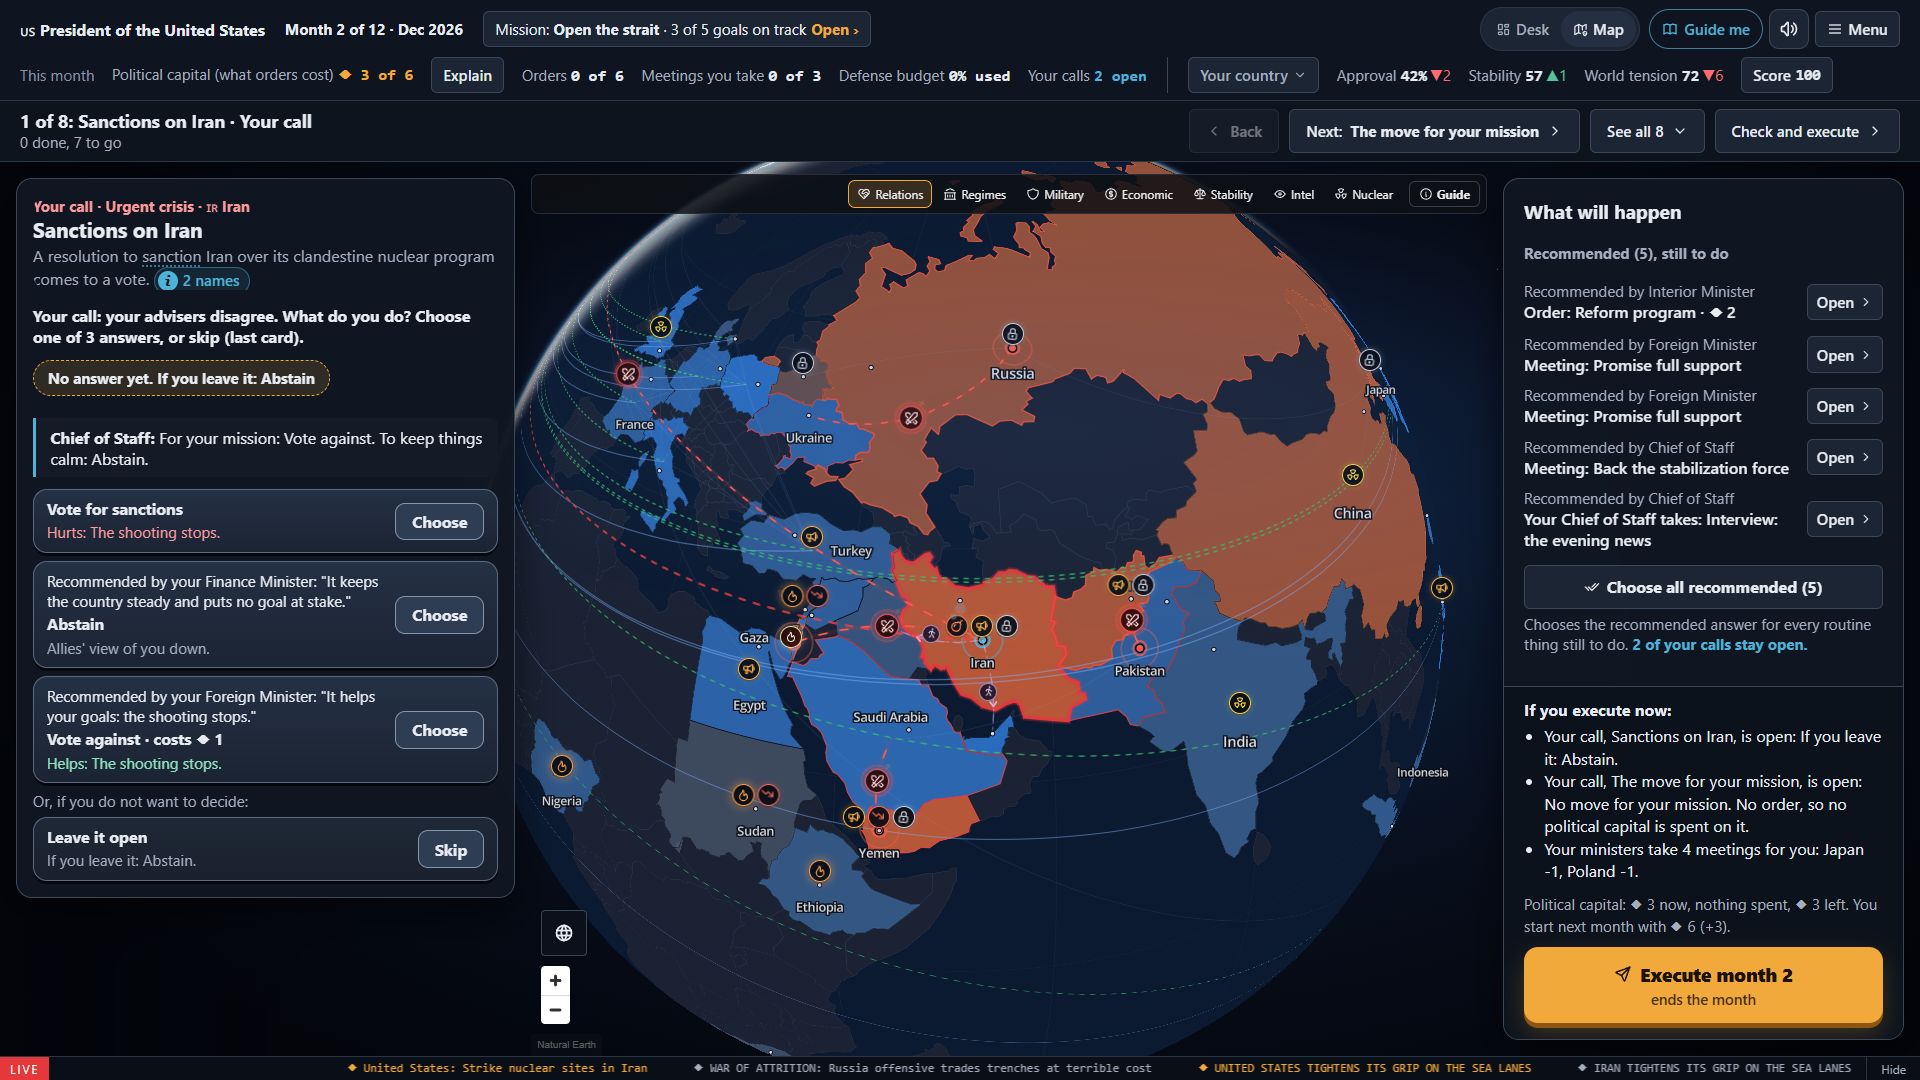 US President of the United States
Month 2 of 12 · Dec 2026
Mission: Open the strait · 3 of 5 goals on track Open ›
Desk
Map
Guide me
Menu
This month
Political capital (what orders cost) ◆ 3 of 6
Explain
Orders 0 of 6
Meetings you take 0 of 3
Defense budget 0% used
Your calls 2 open
Your country
Approval 42% ▼2
Stability 57 ▲1
World tension 72 ▼6
Score 100
1 of 8: Sanctions on Iran · Your call
0 done, 7 to go
Back
Next: The move for your mission
See all 8
Check and execute
Your call · Urgent crisis · IR Iran
Sanctions on Iran
A resolution to sanction Iran over its clandestine nuclear program
comes to a vote. i 2 names
Your call: your advisers disagree. What do you do? Choose
one of 3 answers, or skip (last card).
No answer yet. If you leave it: Abstain
Chief of Staff: For your mission: Vote against. To keep things
calm: Abstain.
Vote for sanctions
Hurts: The shooting stops.
Choose
Recommended by your Finance Minister: "It keeps
the country steady and puts no goal at stake."
Abstain
Allies' view of you down.
Choose
Recommended by your Foreign Minister: "It helps
your goals: the shooting stops."
Vote against · costs ◆ 1
Helps: The shooting stops.
Choose
Or, if you do not want to decide:
Leave it open
If you leave it: Abstain.
Skip
Relations
Regimes
Military
Economic
Stability
Intel
Nuclear
Guide
Russia
Japan
France
Ukraine
China
Turkey
Gaza
Iran
Pakistan
Egypt
Saudi Arabia
India
Indonesia
Nigeria
Sudan
Yemen
Ethiopia
+
−
Natural Earth
What will happen
Recommended (5), still to do
Recommended by Interior Minister
Order: Reform program · ◆ 2
Open
Recommended by Foreign Minister
Meeting: Promise full support
Open
Recommended by Foreign Minister
Meeting: Promise full support
Open
Recommended by Chief of Staff
Meeting: Back the stabilization force
Open
Recommended by Chief of Staff
Your Chief of Staff takes: Interview:
the evening news
Open
Choose all recommended (5)
Chooses the recommended answer for every routine
thing still to do. 2 of your calls stay open.
If you execute now:
• Your call, Sanctions on Iran, is open: If you leave
it: Abstain.
• Your call, The move for your mission, is open:
No move for your mission. No order, so no
political capital is spent on it.
• Your ministers take 4 meetings for you: Japan
-1, Poland -1.
Political capital: ◆ 3 now, nothing spent, ◆ 3 left. You
start next month with ◆ 6 (+3).
Execute month 2
ends the month
LIVE
◆ United States: Strike nuclear sites in Iran
◆ WAR OF ATTRITION: Russia offensive trades trenches at terrible cost
◆ UNITED STATES TIGHTENS ITS GRIP ON THE SEA LANES
◆ IRAN TIGHTENS ITS GRIP ON THE SEA LANES
Hide